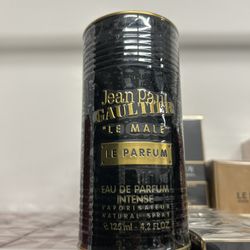 Jean Paul
GAULTIER
"LE MALE"
LE PARFUM
EAU DE PARFUM
INTENSE
VAPORISATEUR
NATURAL SPRAY
e 125 ml - 4.2 FL.OZ
LE